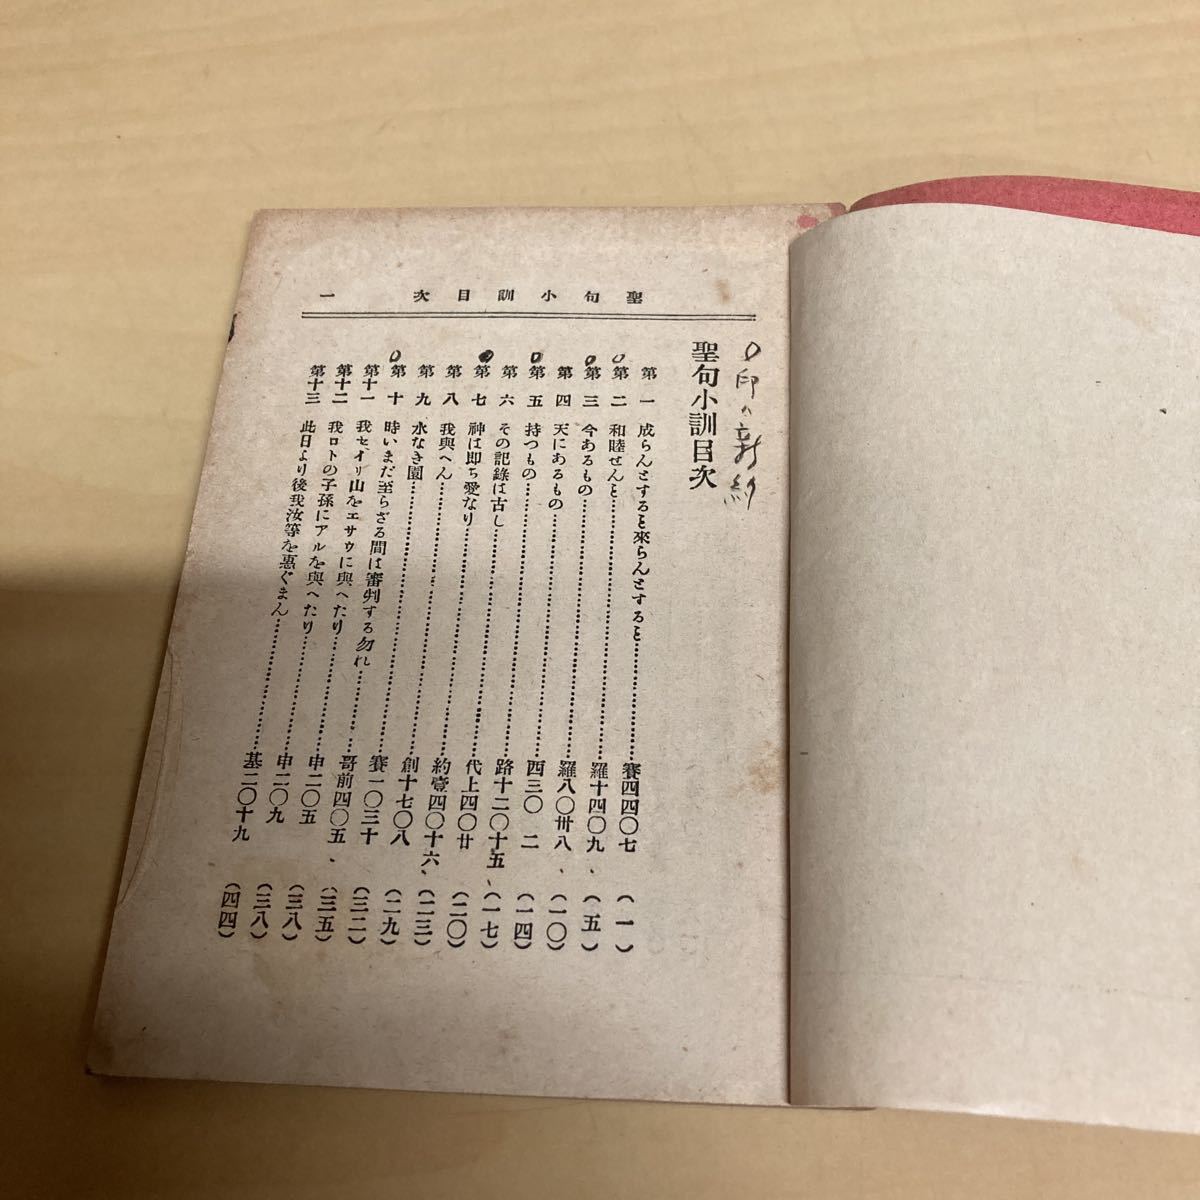 聖句小訓目次 一
〇印ハ新約
聖句小訓目次
第一 成らんとすると來らんとすると……………賽四四〇七 (一)
〇第二 和睦せんと……………羅十四〇九、 (五)
〇第三 今あるもの……………羅八〇卅八、 (一〇)
第四 天にあるもの……………西三〇二 (一四)
〇第五 持つもの……………路十二〇十五、 (一七)
第六 その記錄は古し……………代上四〇廿 (二〇)
〇第七 神は即ち愛なり……………約壹四〇十六、 (二三)
第八 我與へん……………創十七〇八 (二九)
第九 水なき園……………賽一〇三十 (三二)
〇第十 時いまだ至らざる間は審判する勿れ……………哥前四〇五、 (三五)
第十一 我セイル山をエサウに與へたり……………申二〇五 (三八)
第十二 我ロトの子孫にアルを與へたり……………申二〇九 (三八)
第十三 此日より後我汝等を惠ぐまん……………基二〇十九 (四四)